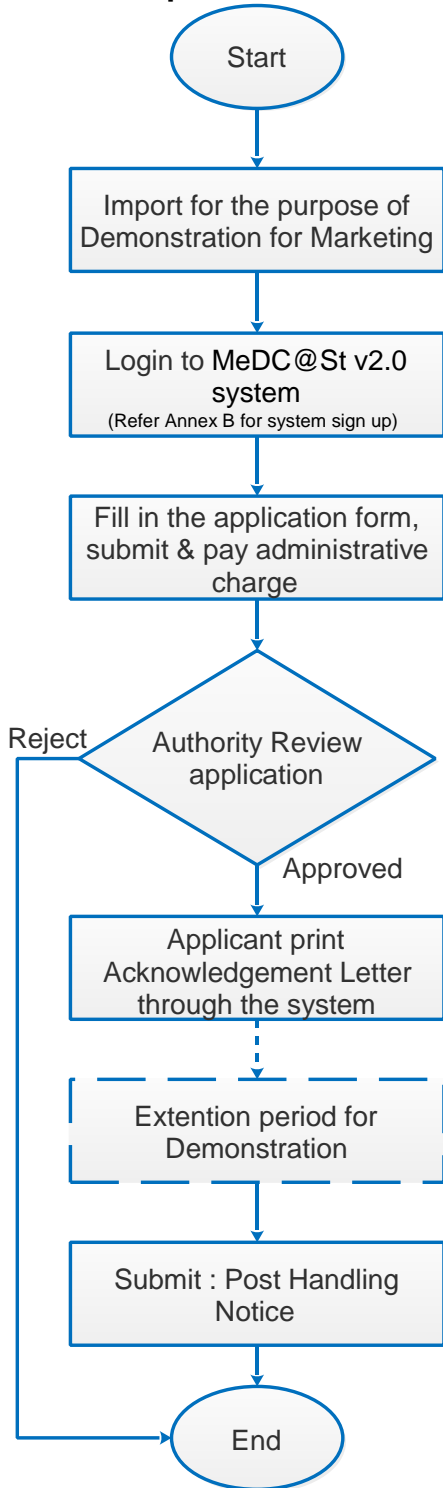 Start
Import for the purpose of
Demonstration for Marketing
Login to MeDC@St v2.0
system
(Refer Annex B for system sign up)
Fill in the application form,
submit & pay administrative
charge
Reject
Authority Review
application
Approved
Applicant print
Acknowledgement Letter
through the system
Extention period for
Demonstration
Submit : Post Handling
Notice
End